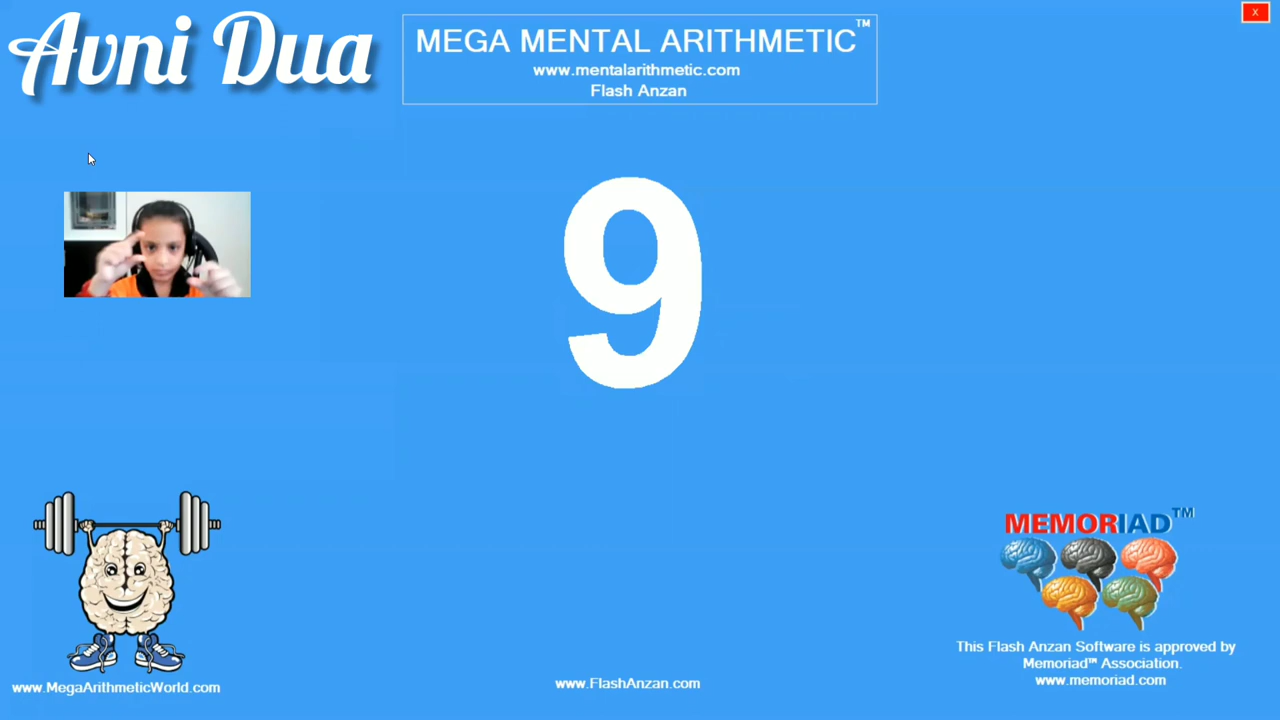 Avni Dua
MEGA MENTAL ARITHMETIC™
www.mentalarithmetic.com
Flash Anzan
X
9
MEMORIAD™
This Flash Anzan Software is approved by
Memoriad™ Association.
www.memoriad.com
www.MegaArithmeticWorld.com
www.FlashAnzan.com